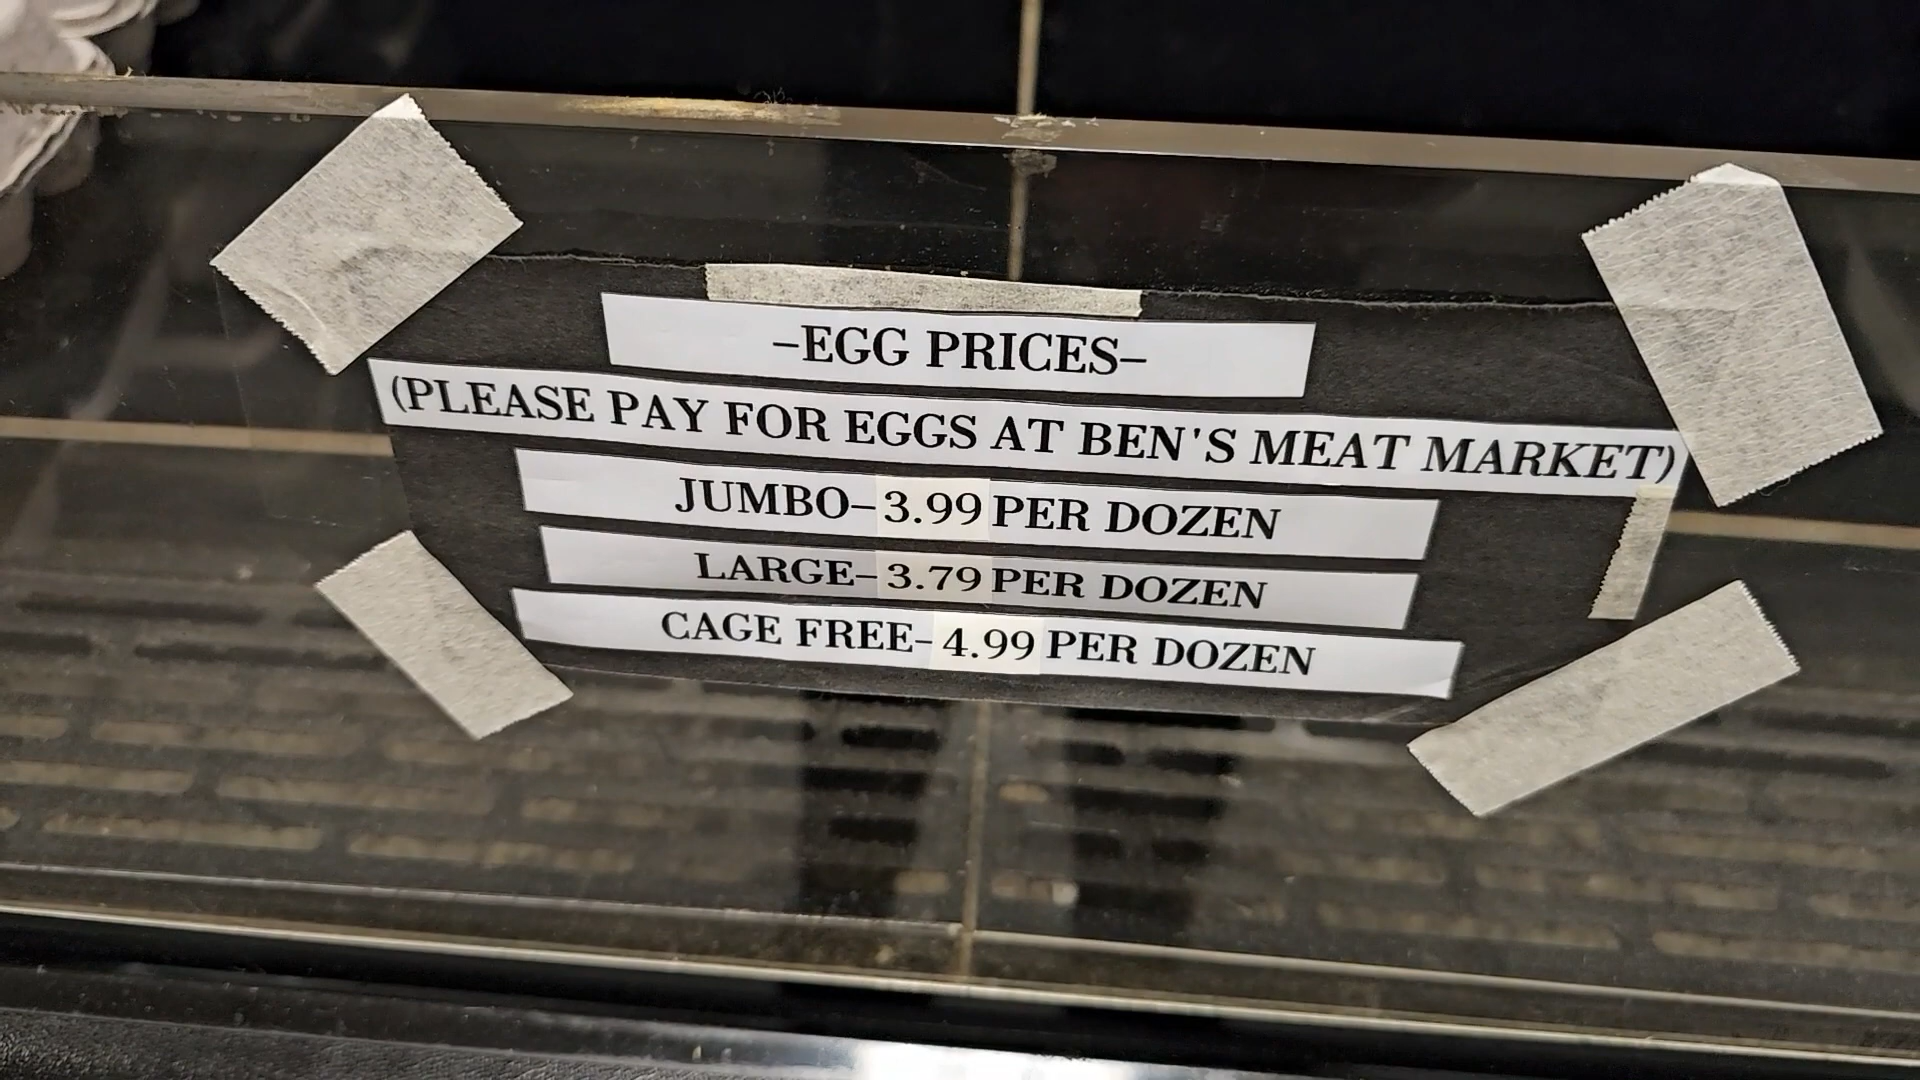 –EGG PRICES–
(PLEASE PAY FOR EGGS AT BEN'S MEAT MARKET)
JUMBO–3.99 PER DOZEN
LARGE–3.79 PER DOZEN
CAGE FREE–4.99 PER DOZEN